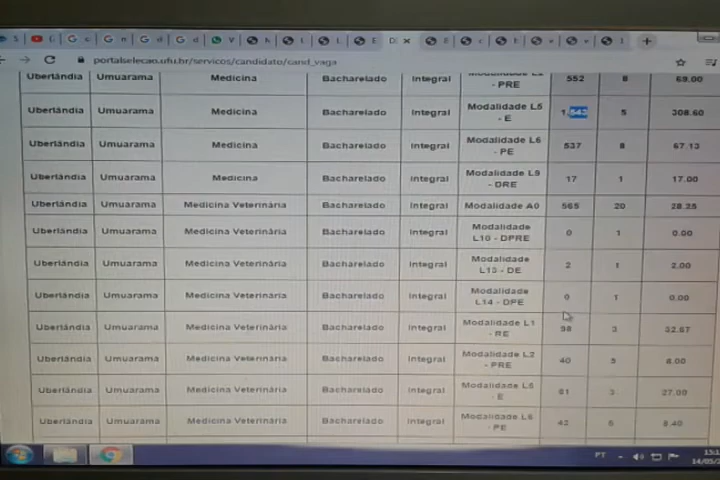 portalselecao.ufu.br/servicos/candidato/cand_vaga
Uberlândia Umuarama Medicina Bacharelado Integral Modalidade L2 - PRE 552 8 69.00
Uberlândia Umuarama Medicina Bacharelado Integral Modalidade L5 - E 1,543 5 308.60
Uberlândia Umuarama Medicina Bacharelado Integral Modalidade L6 - PE 537 8 67.13
Uberlândia Umuarama Medicina Bacharelado Integral Modalidade L9 - DRE 17 1 17.00
Uberlândia Umuarama Medicina Veterinária Bacharelado Integral Modalidade A0 565 20 28.25
Uberlândia Umuarama Medicina Veterinária Bacharelado Integral Modalidade L10 - DPRE 0 1 0.00
Uberlândia Umuarama Medicina Veterinária Bacharelado Integral Modalidade L13 - DE 2 1 2.00
Uberlândia Umuarama Medicina Veterinária Bacharelado Integral Modalidade L14 - DPE 0 1 0.00
Uberlândia Umuarama Medicina Veterinária Bacharelado Integral Modalidade L1 - RE 98 3 32.67
Uberlândia Umuarama Medicina Veterinária Bacharelado Integral Modalidade L2 - PRE 40 5 8.00
Uberlândia Umuarama Medicina Veterinária Bacharelado Integral Modalidade L5 - E 81 3 27.00
Uberlândia Umuarama Medicina Veterinária Bacharelado Integral Modalidade L6 - PE 42 5 8.40
PT